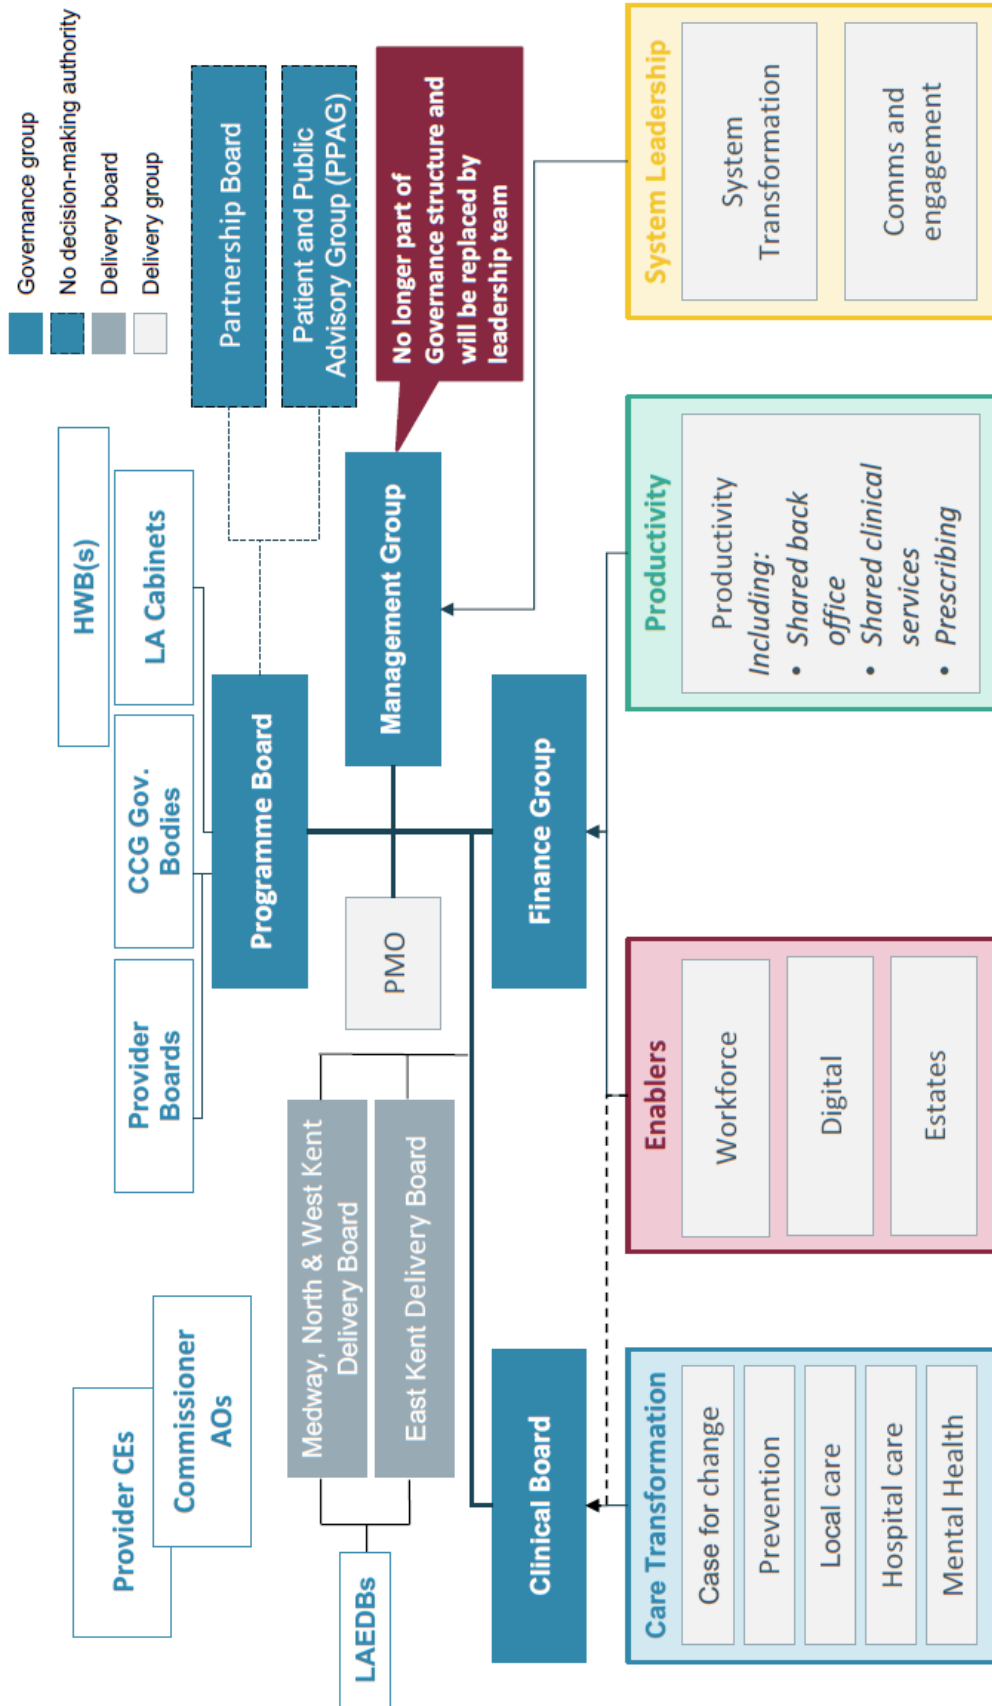 Governance group
No decision-making authority
Delivery board
Delivery group
Provider CEs
Commissioner
AOs
HWB(s)
Provider
Boards
CCG Gov.
Bodies
LA Cabinets
Programme Board
Partnership Board
Patient and Public
Advisory Group (PPAG)
LAEDBs
Medway, North & West Kent
Delivery Board
East Kent Delivery Board
PMO
Management Group
No longer part of
Governance structure and
will be replaced by
leadership team
Clinical Board
Finance Group
Care Transformation
Case for change
Prevention
Local care
Hospital care
Mental Health
Enablers
Workforce
Digital
Estates
Productivity
Productivity
Including:
• Shared back
office
• Shared clinical
services
• Prescribing
System Leadership
System
Transformation
Comms and
engagement